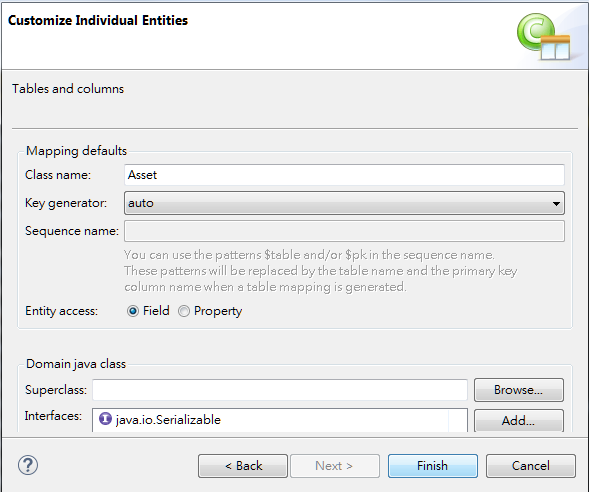 Customize Individual Entities
Tables and columns
Mapping defaults
Class name: Asset
Key generator: auto
Sequence name:
You can use the patterns $table and/or $pk in the sequence name.
These patterns will be replaced by the table name and the primary key
column name when a table mapping is generated.
Entity access: Field Property
Domain java class
Superclass: Browse...
Interfaces: java.io.Serializable Add...
? < Back Next > Finish Cancel